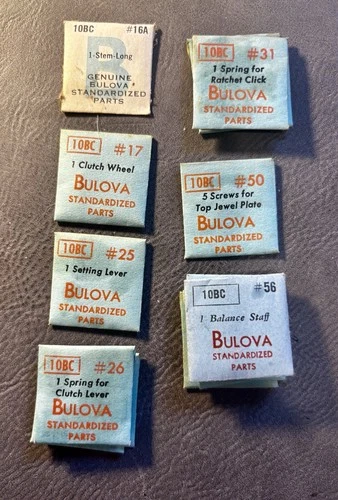 10BC #16A
1-Stem-Long
GENUINE
BULOVA
STANDARDIZED
PARTS
10BC #17
1 Clutch Wheel
BULOVA
STANDARDIZED
PARTS
10BC #25
1 Setting Lever
BULOVA
STANDARDIZED
PARTS
10BC #26
1 Spring for
Clutch Lever
BULOVA
STANDARDIZED
PARTS
10BC #31
1 Spring for
Ratchet Click
BULOVA
STANDARDIZED
PARTS
10BC #50
5 Screws for
Top Jewel Plate
BULOVA
STANDARDIZED
PARTS
10BC #56
1- Balance Staff
BULOVA
STANDARDIZED
PARTS